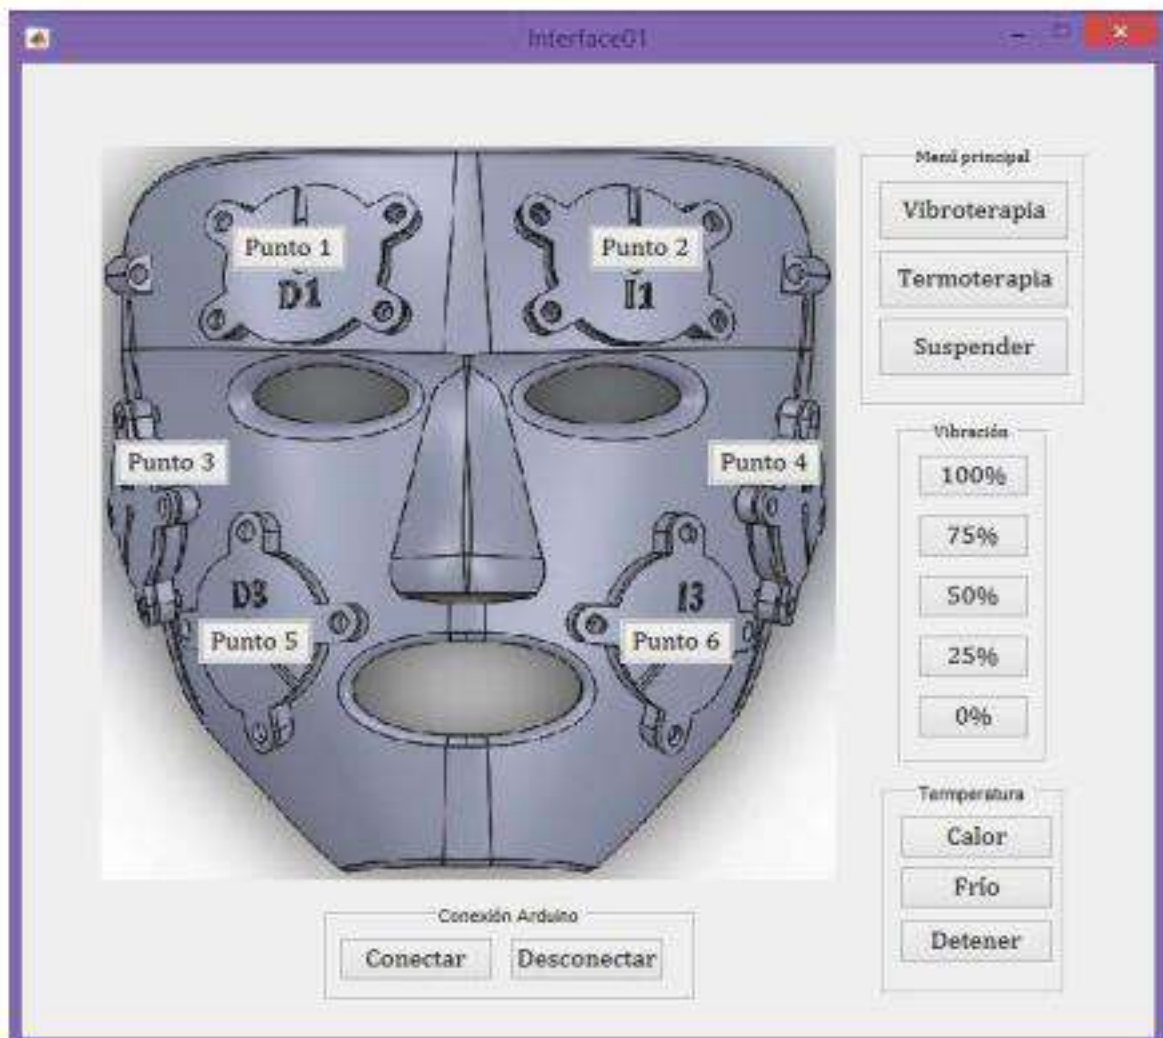 Interface01
Menú principal
Vibroterapia
Termoterapia
Suspender
Punto 1
D1
Punto 2
I1
Punto 3
Punto 4
D3
Punto 5
I3
Punto 6
Vibración
100%
75%
50%
25%
0%
Termperatura
Calor
Frío
Detener
Conexión Arduino
Conectar
Desconectar